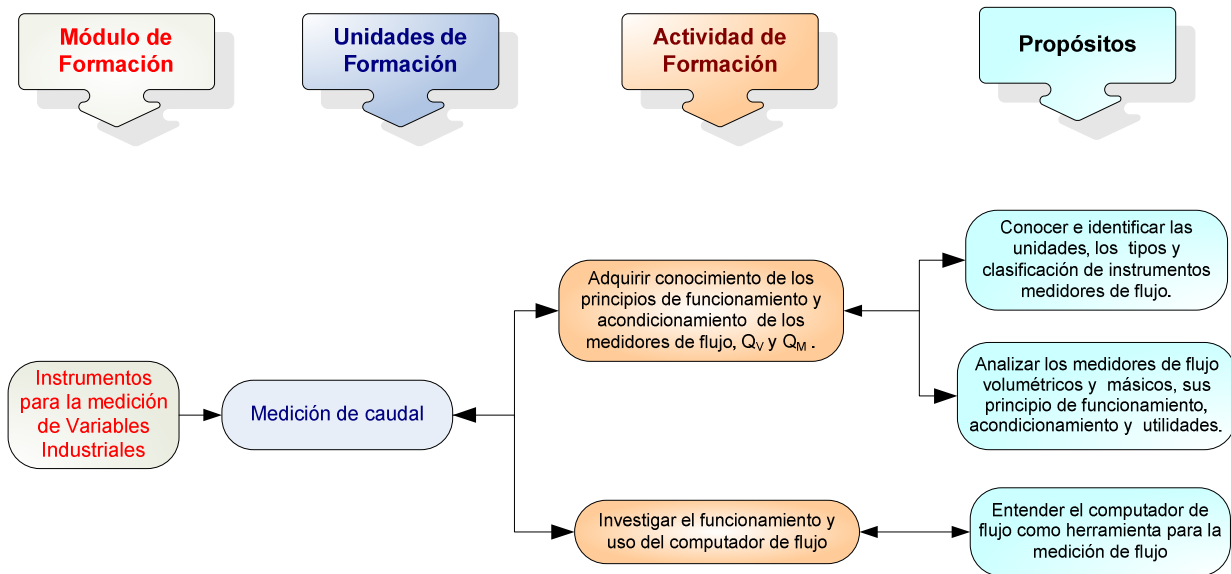 Módulo de
Formación
Unidades de
Formación
Actividad de
Formación
Propósitos
Instrumentos
para la medición
de Variables
Industriales
Medición de caudal
Adquirir conocimiento de los
principios de funcionamiento y
acondicionamiento de los
medidores de flujo, QV y QM .
Investigar el funcionamiento y
uso del computador de flujo
Conocer e identificar las
unidades, los tipos y
clasificación de instrumentos
medidores de flujo.
Analizar los medidores de flujo
volumétricos y másicos, sus
principio de funcionamiento,
acondicionamiento y utilidades.
Entender el computador de
flujo como herramienta para la
medición de flujo